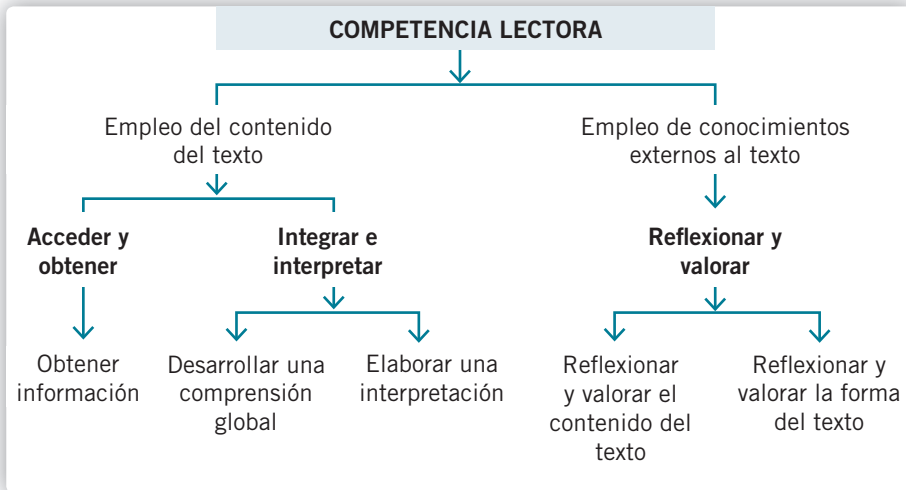 COMPETENCIA LECTORA
Empleo del contenido
del texto
Empleo de conocimientos
externos al texto
Acceder y
obtener
Integrar e
interpretar
Reflexionar y
valorar
Obtener
información
Desarrollar una
comprensión
global
Elaborar una
interpretación
Reflexionar
y valorar el
contenido del
texto
Reflexionar y
valorar la forma
del texto